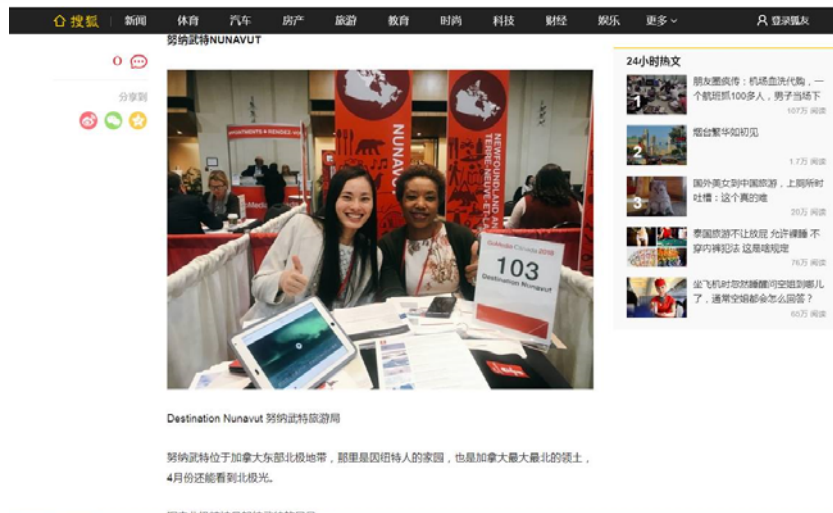 搜狐 新闻 体育 汽车 房产 旅游 教育 时尚 科技 财经 娱乐 更多 登录狐友
努纳武特NUNAVUT
0
分享到
NUNAVUT
NEWFOUNDLAND AND
TERRE-NEUVE-ET-LA
GoMedia Canada 2018
103
Destination Nunavut
Destination Nunavut 努纳武特旅游局
努纳武特位于加拿大东部北极地带，那里是因纽特人的家园，也是加拿大最大最北的领土，
4月份还能看到北极光。
24小时热文
1
朋友圈疯传：机场血洗代购，一
个航班抓100多人，男子当场下
107万 阅读
2
烟台繁华如初见
1.7万 阅读
3
国外美女到中国旅游，上厕所时
吐槽：这个真的难
20万 阅读
泰国旅游不让放屁 允许裸睡 不
穿内裤犯法 这是啥规定
76万 阅读
坐飞机时忽然睡醒问空姐到哪儿
了，通常空姐都会怎么回答？
66万 阅读